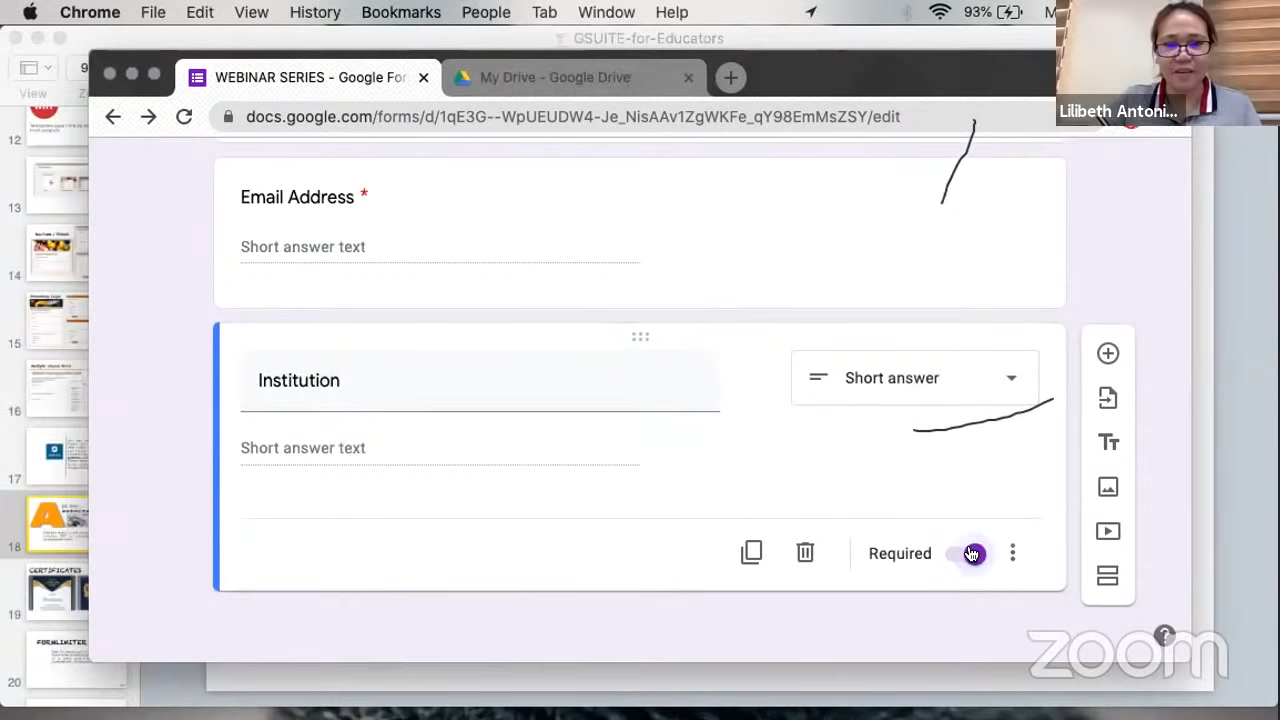 Chrome File Edit View History Bookmarks People Tab Window Help 93% M
GSUITE-for-Educators
WEBINAR SERIES - Google For
My Drive - Google Drive
View
docs.google.com/forms/d/1qE3G--WpUEUDW4-Je_NisAAv1ZgWKFe_qY98EmMsZSY/edit
Lilibeth Antoni...
Email Address *
Short answer text
Institution
Short answer
Short answer text
Required
12
13
14
15
16
17
18
CERTIFICATES
19
FORMLIMITER
20
zoom